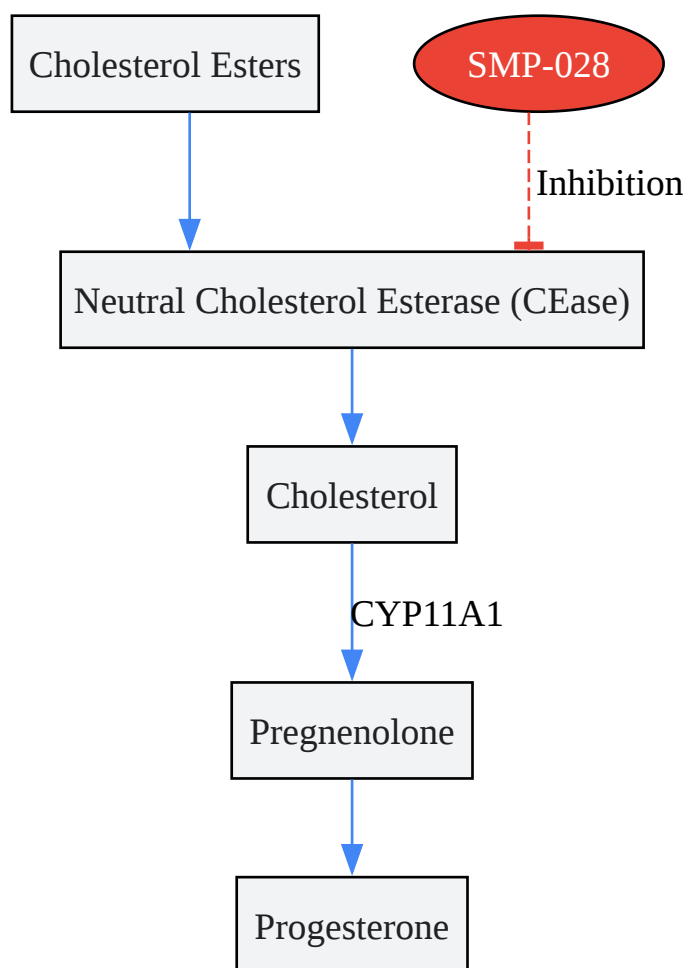 Cholesterol Esters
SMP-028
Inhibition
Neutral Cholesterol Esterase (CEase)
Cholesterol
CYP11A1
Pregnenolone
Progesterone